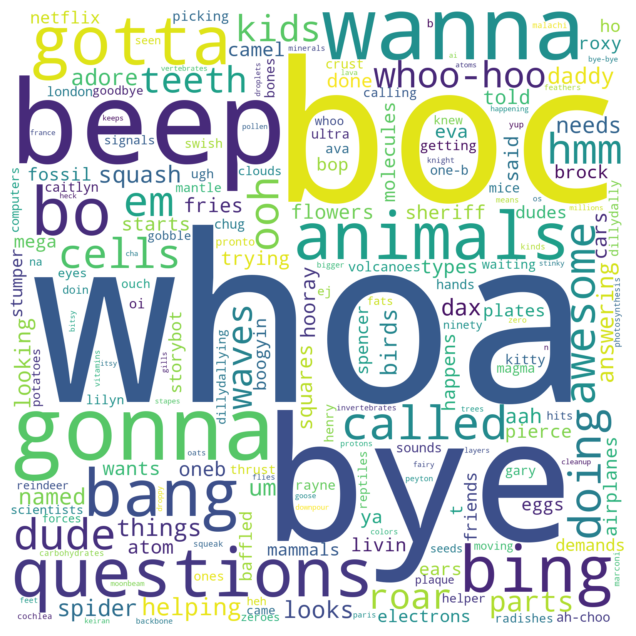 netflix
picking
seen
b
malachi
ho
roxy
gotta
kids
wanna
camel
crust
ai
bye-bye
minerals
vertebrates
adore
teeth
bones
done
whoo-hoo
daddy
atoms
london
goodbye
droplets
calling
lava
feathers
beep
boc
told
pollen
france
keeps
whoo
knew
yup
happening
signals
swish
ultra
eva
getting
needs
hmm
molecules
ava
bop
one-b
knight
said
brock
fossil
squash
ugh
clouds
caitlyn
mantle
heck
mice
os
computers
means
millions
bo
em
fries
ooh
flowers
sheriff
dudes
kinds
dillydally
starts
chug
gobble
animals
mega
cha
pronto
trying
bigger
stinky
cars
na
cells
volcanoes
types
waiting
eyes
ouch
hooray
ej
fats
hands
zero
n
photosynthesis
stumper
doin
oi
dax
plates
awesome
answering
looking
bitsy
storybot
waves
squares
spencer
birds
ninety
kitty
happens
magma
potatoes
vitamins
itsy
dillydallying
boogyin
whoa
lilyn
gills
stapes
henry
invertebrates
trees
hits
gonna
called
aah
doing
airplanes
protons
pierce
oats
bye
sounds
layers
cleanup
wants
oneb
thrust
fairy
reindeer
bang
um
rayne
reptiles
gary
named
flies
goose
peyton
eggs
scientists
drippy
downpour
ya
t
friends
forces
dude
things
baffled
colors
demands
atom
livin
squeak
mammals
seeds
moving
carbohydrates
ears
bing
questions
ones
plaque
helper
marconi
moonbeam
heh
roar
parts
feet
spider
helping
came
looks
electrons
radishes
ah-choo
cochlea
keiran
backbone
zeroes
paris